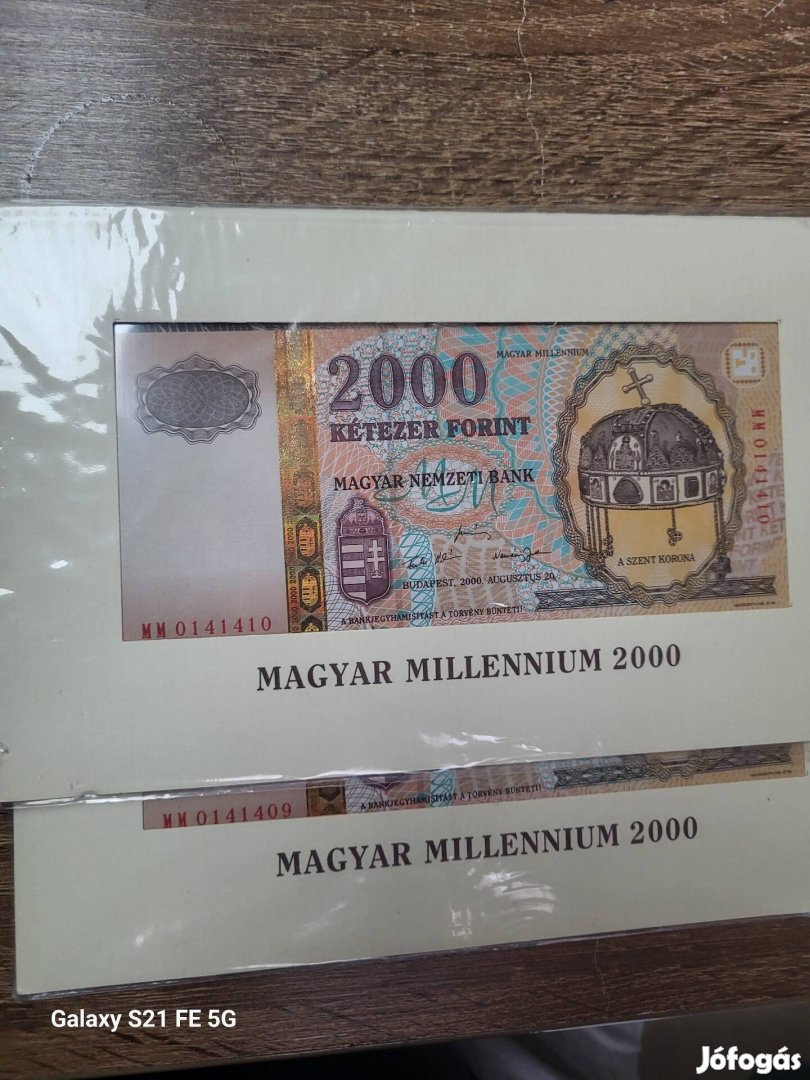 2000
MAGYAR MILLENNIUM
KÉTEZER FORINT
MAGYAR NEMZETI BANK
MM 0141410
A SZENT KORONA
BUDAPEST, 2000. AUGUSZTUS 20.
A BANKJEGYHAMISÍTÁST A TÖRVÉNY BÜNTETI!
MM 0141410
MAGYAR MILLENNIUM 2000
A BANKJEGYHAMISÍTÁST A TÖRVÉNY BÜNTETI!
MM 0141409
MAGYAR MILLENNIUM 2000
Galaxy S21 FE 5G
Jófogás